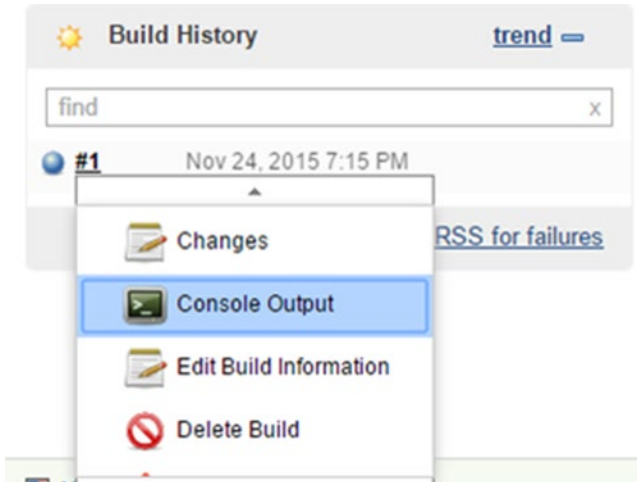 Build History trend
find x
#1 Nov 24, 2015 7:15 PM
RSS for failures
Changes
Console Output
Edit Build Information
Delete Build